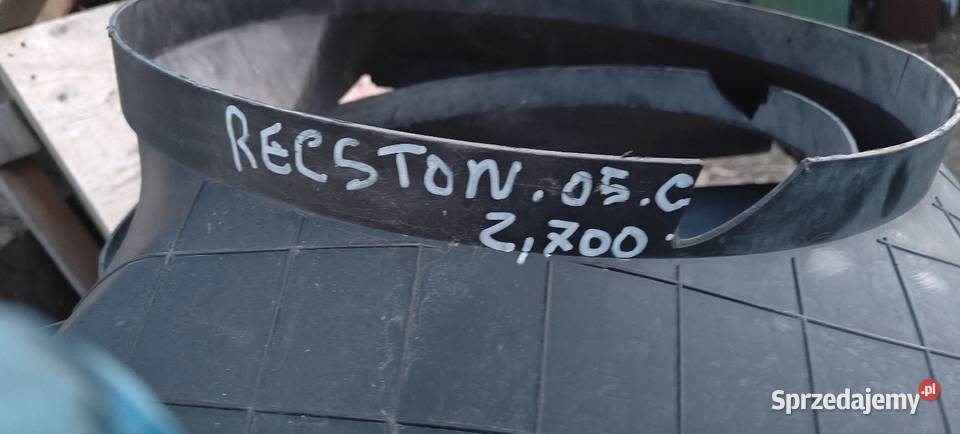 RECSTON.05.C
2,700
Sprzedajemy.pl